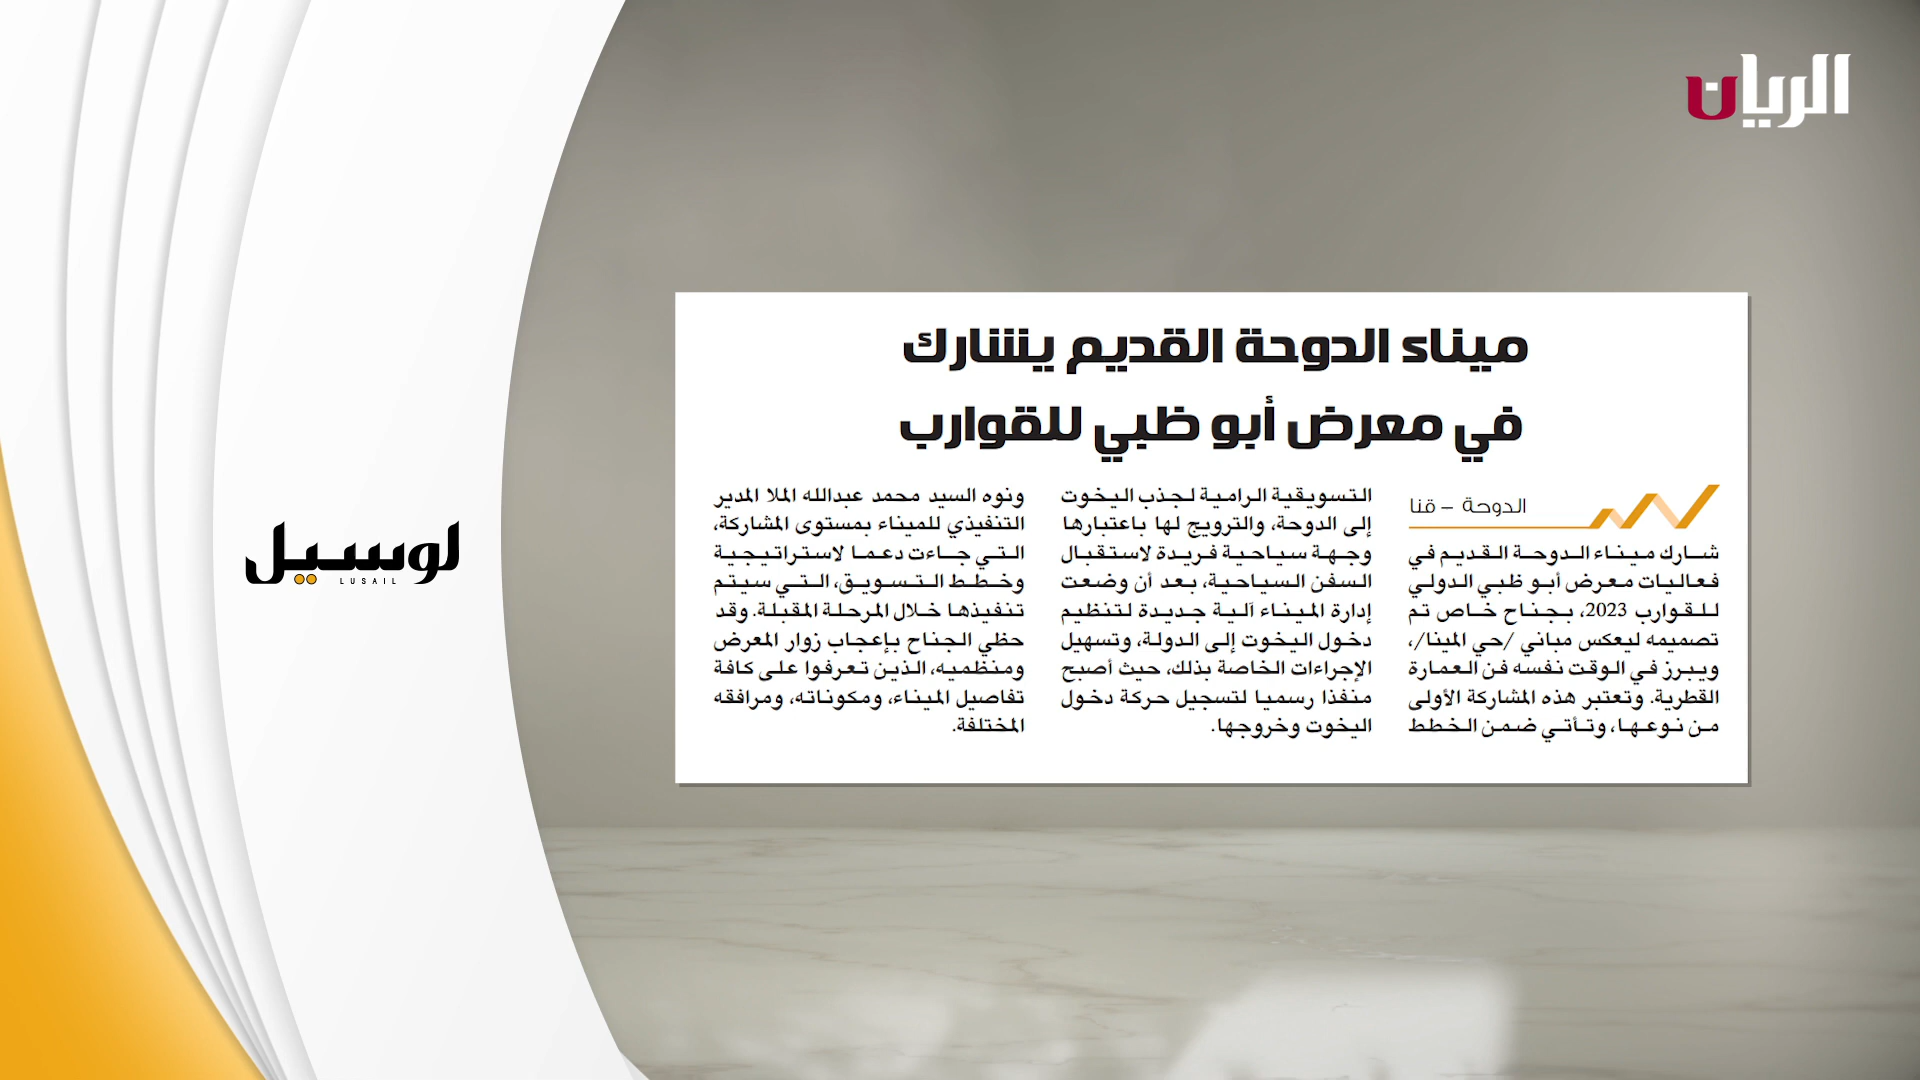 الريان
ميناء الدوحة القديم يشارك
في معرض أبو ظبي للقوارب
الدوحة – قنا
شارك ميناء الدوحة القديم في
فعاليات معرض أبو ظبي الدولي
للقوارب 2023، بجناح خاص تم
تصميمه ليعكس مباني /حي المينا/،
ويبرز في الوقت نفسه فن العمارة
القطرية. وتعتبر هذه المشاركة الأولى
من نوعها، وتأتي ضمن الخطط
التسويقية الرامية لجذب اليخوت
إلى الدوحة، والترويج لها باعتبارها
وجهة سياحية فريدة لاستقبال
السفن السياحية، بعد أن وضعت
إدارة الميناء آلية جديدة لتنظيم
دخول اليخوت إلى الدولة، وتسهيل
الإجراءات الخاصة بذلك، حيث أصبح
منفذا رسميا لتسجيل حركة دخول
اليخوت وخروجها.
ونوه السيد محمد عبدالله الملا المدير
التنفيذي للميناء بمستوى المشاركة،
التي جاءت دعما لاستراتيجية
وخطط التسويق، التي سيتم
تنفيذها خلال المرحلة المقبلة. وقد
حظي الجناح بإعجاب زوار المعرض
ومنظميه، الذين تعرفوا على كافة
تفاصيل الميناء، ومكوناته، ومرافقه
المختلفة.
لوسيل
LUSAIL